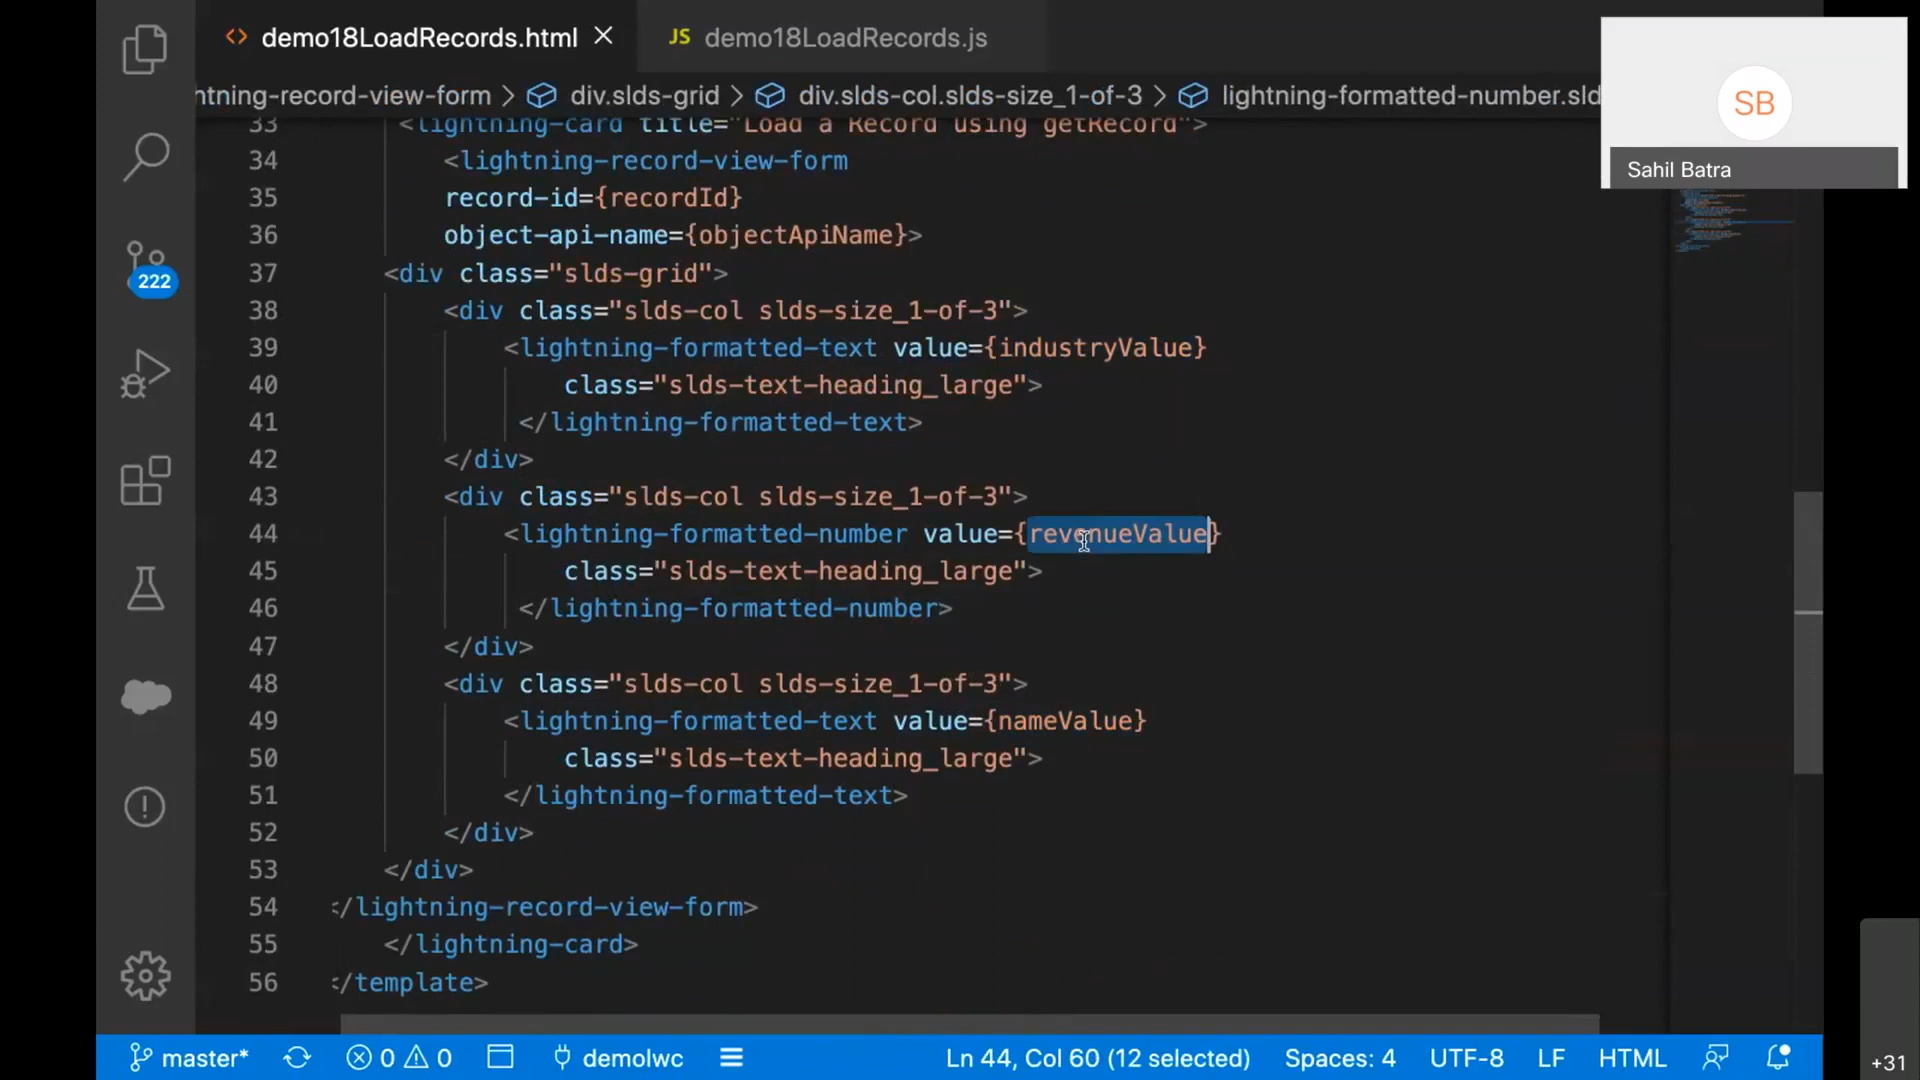 demo18LoadRecords.html
JS demo18LoadRecords.js
htning-record-view-form > div.slds-grid > div.slds-col.slds-size_1-of-3 > lightning-formatted-number.sld
SB
Sahil Batra
33 <lightning-card title="Load a Record using getRecord">
34 <lightning-record-view-form
35 record-id={recordId}
36 object-api-name={objectApiName}>
37 <div class="slds-grid">
38 <div class="slds-col slds-size_1-of-3">
39 <lightning-formatted-text value={industryValue}
40 class="slds-text-heading_large">
41 </lightning-formatted-text>
42 </div>
43 <div class="slds-col slds-size_1-of-3">
44 <lightning-formatted-number value={revenueValue}
45 class="slds-text-heading_large">
46 </lightning-formatted-number>
47 </div>
48 <div class="slds-col slds-size_1-of-3">
49 <lightning-formatted-text value={nameValue}
50 class="slds-text-heading_large">
51 </lightning-formatted-text>
52 </div>
53 </div>
54 </lightning-record-view-form>
55 </lightning-card>
56 </template>
222
master* 0 0 demolwc Ln 44, Col 60 (12 selected) Spaces: 4 UTF-8 LF HTML
+31